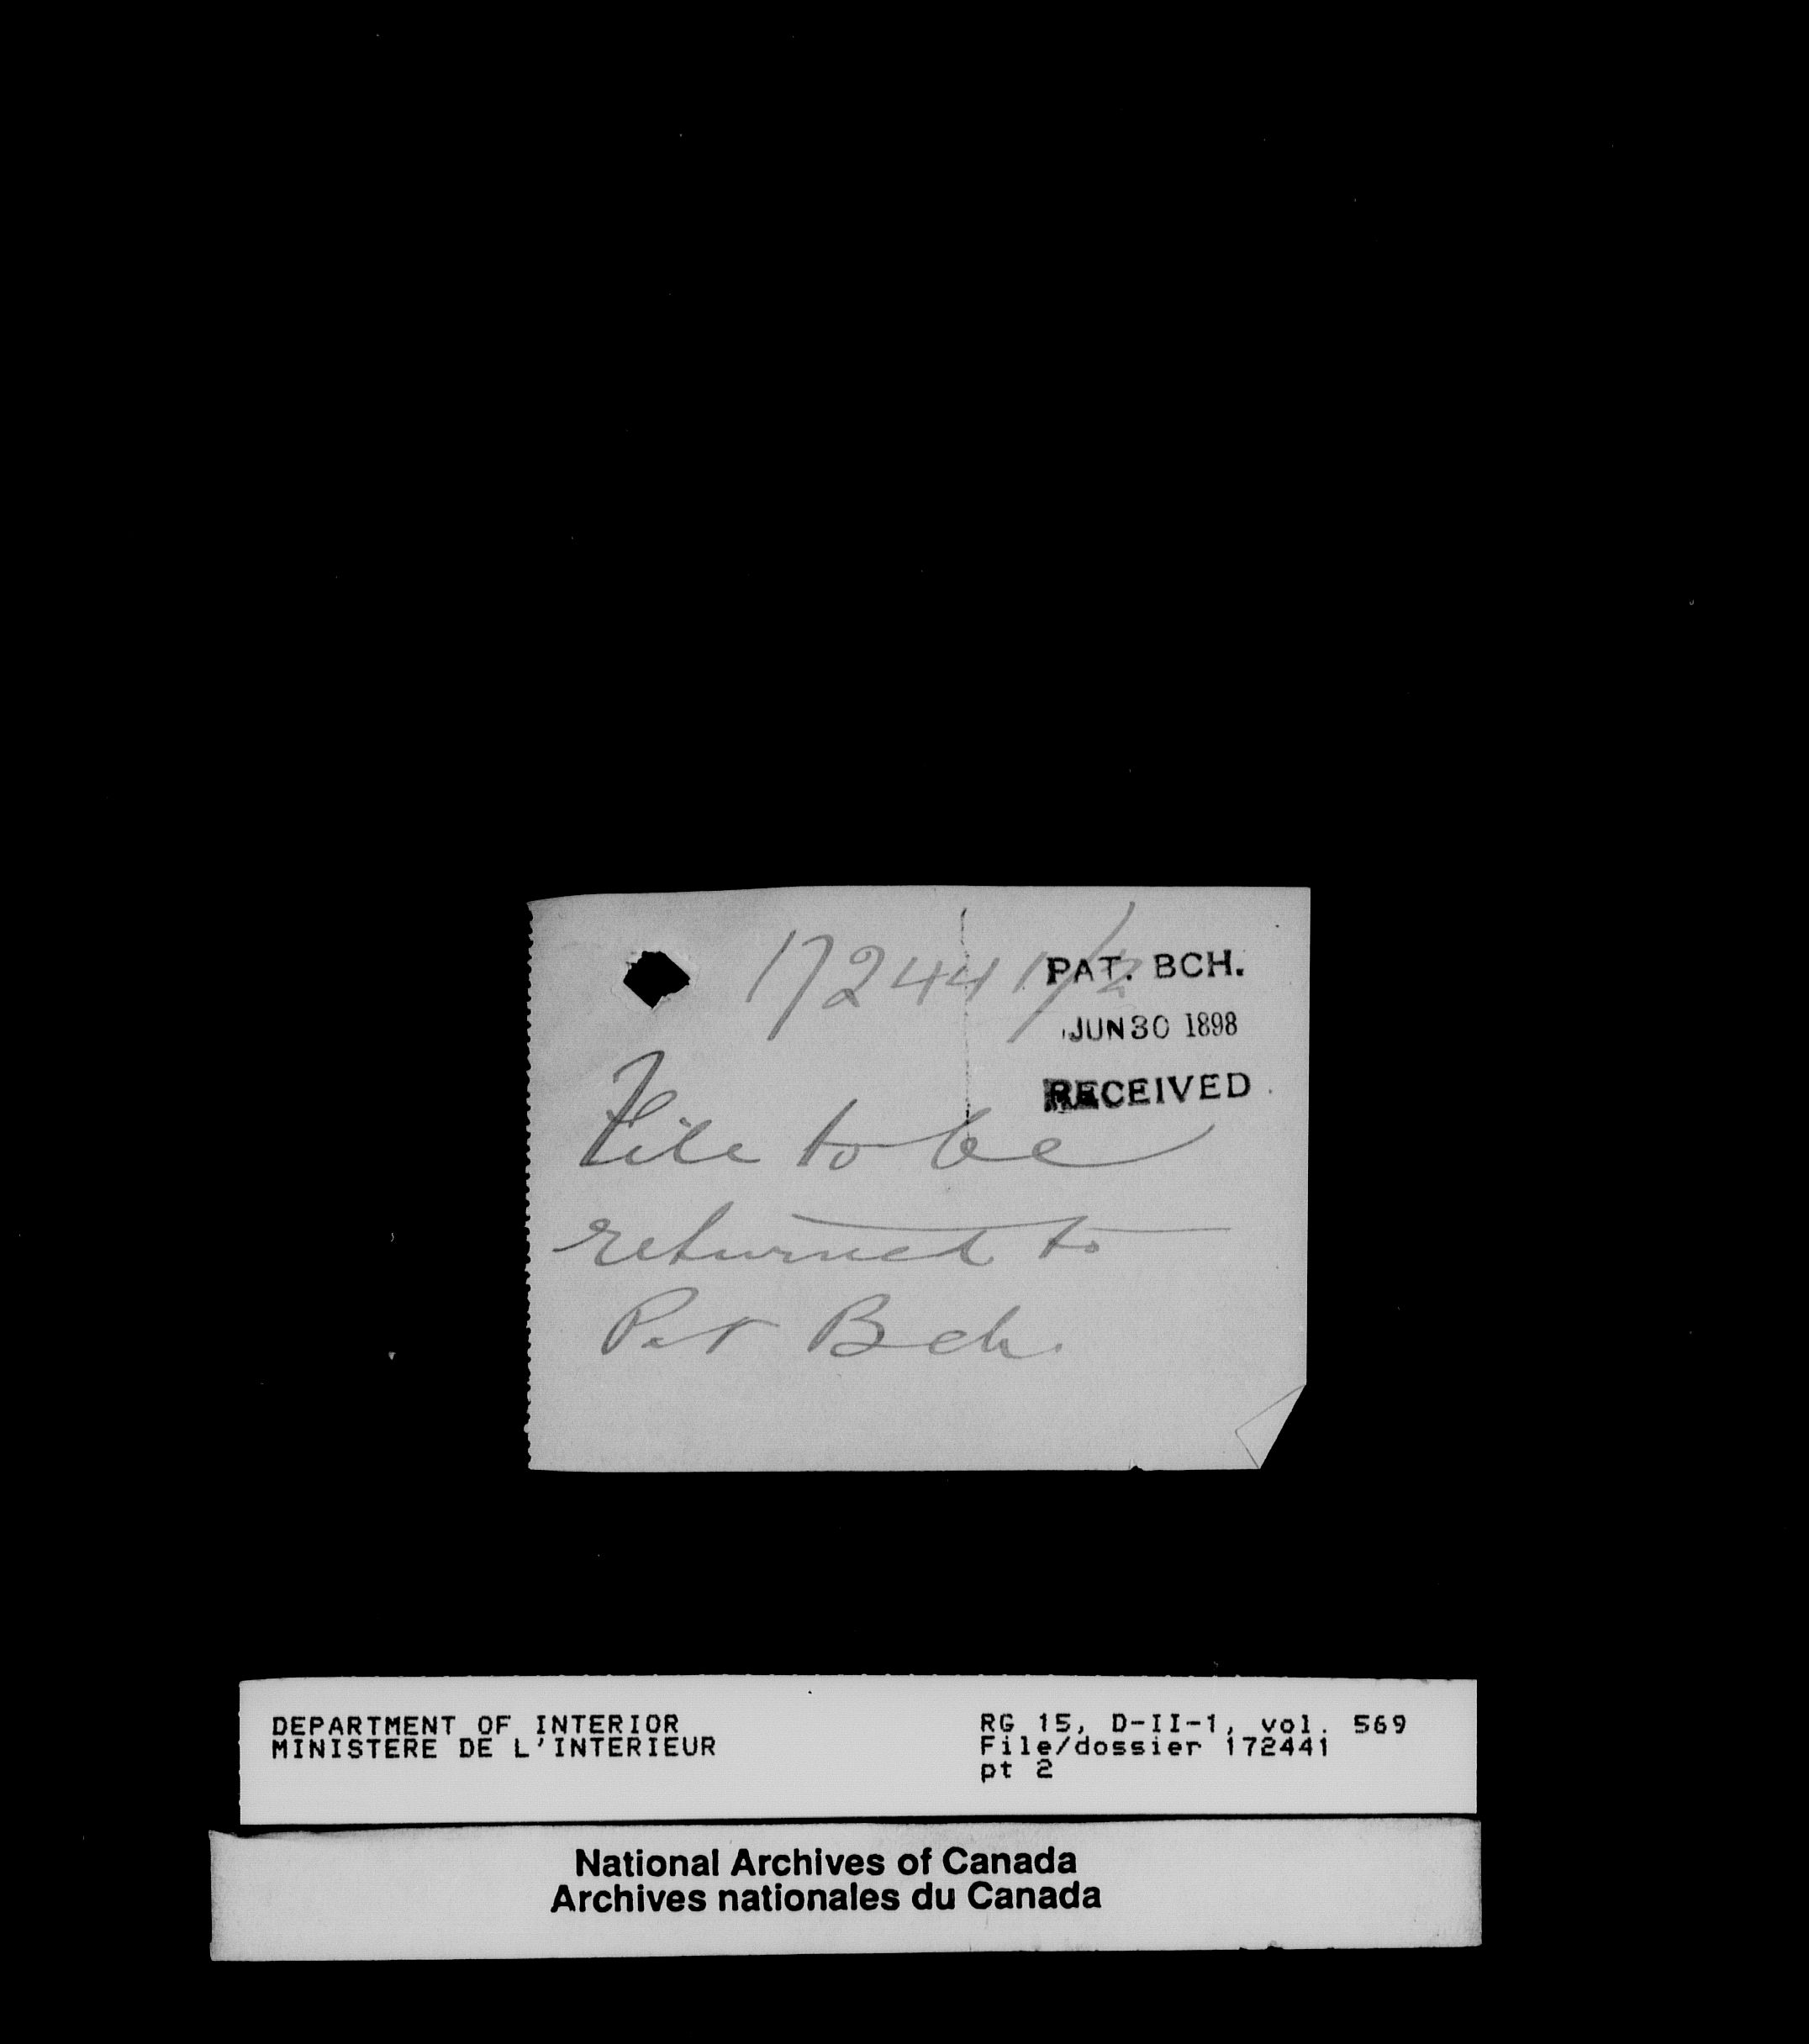 172441/2
PAT. BCH.
JUN 30 1898
RECEIVED
File to be
returned to
Pat Bch.
DEPARTMENT OF INTERIOR
MINISTERE DE L'INTERIEUR
RG 15, D-II-1, vol. 569
File/dossier 172441
pt 2
National Archives of Canada
Archives nationales du Canada